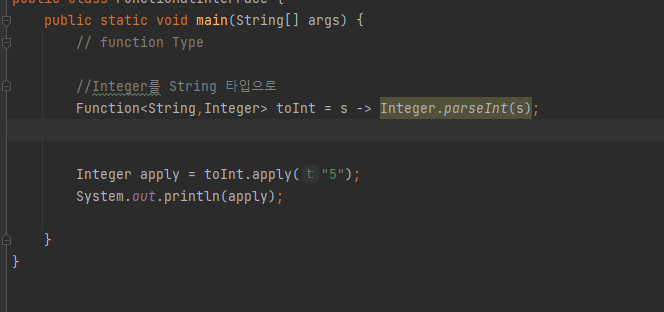 public class FunctionalInterface {
public static void main(String[] args) {
// function Type
//Integer를 String 타입으로
Function<String,Integer> toInt = s -> Integer.parseInt(s);
Integer apply = toInt.apply( t: "5");
System.out.println(apply);
}
}